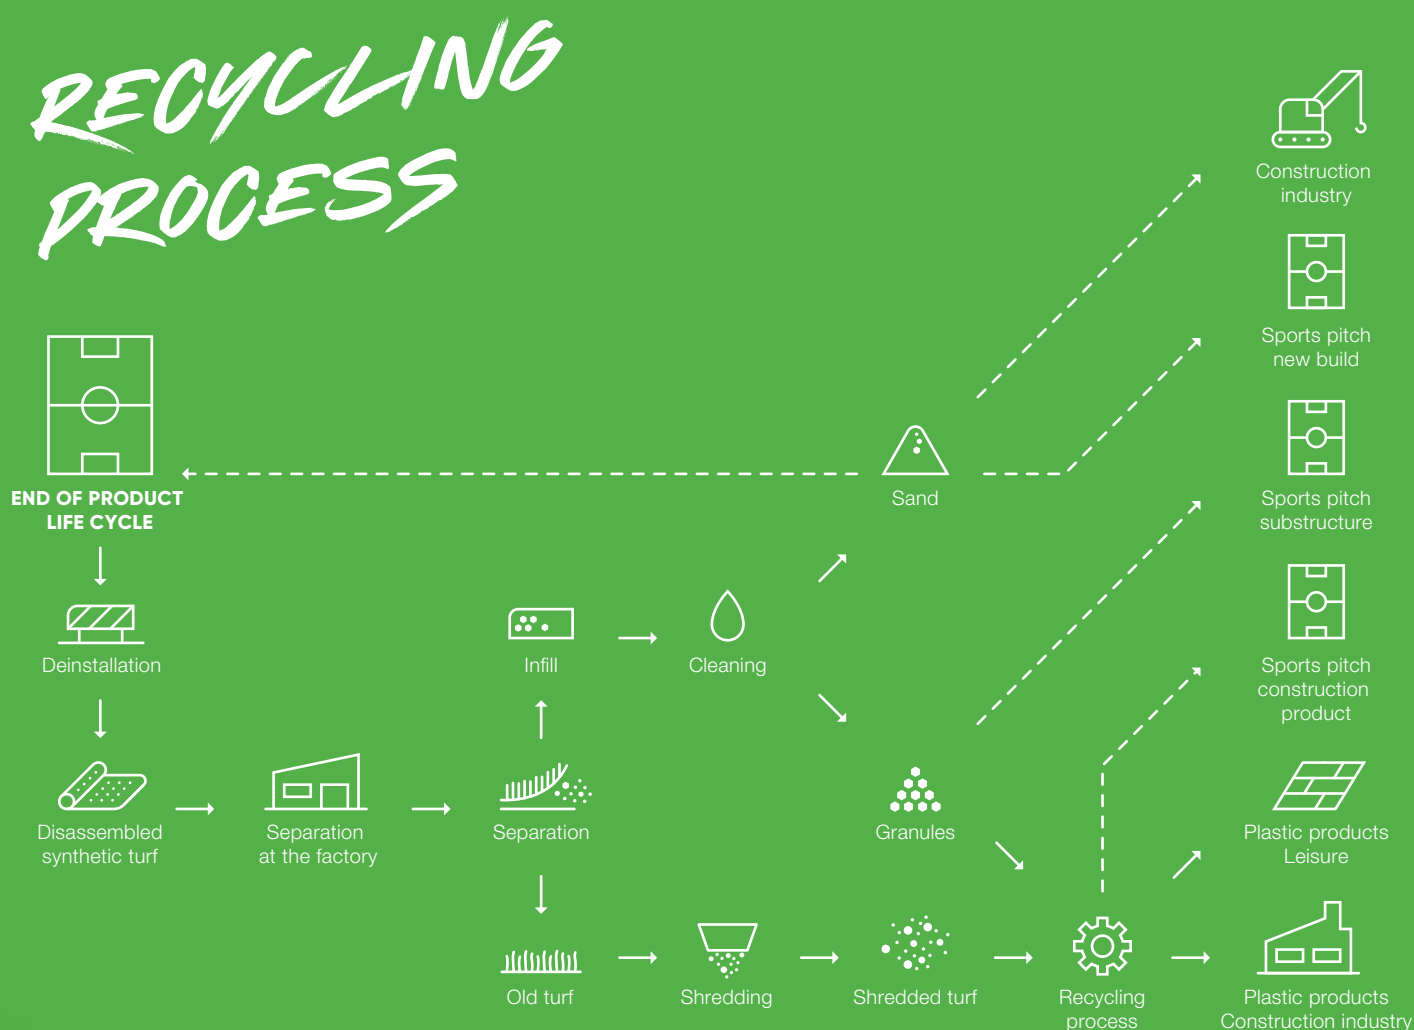 RECYCLING
PROCESS
Construction
industry
Sports pitch
new build
END OF PRODUCT
LIFE CYCLE
Sand
Sports pitch
substructure
Deinstallation
Infill
Cleaning
Sports pitch
construction
product
Disassembled
synthetic turf
Separation
at the factory
Separation
Granules
Plastic products
Leisure
Old turf
Shredding
Shredded turf
Recycling
process
Plastic products
Construction industry